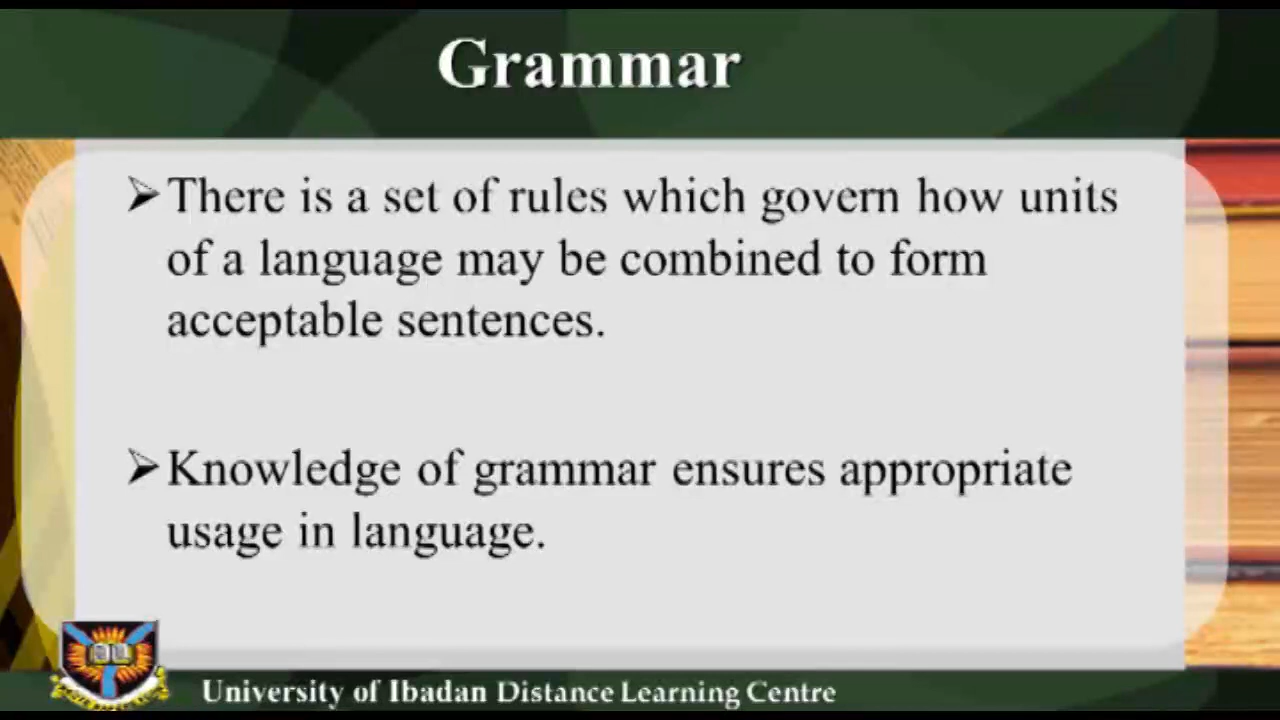 Grammar
➢There is a set of rules which govern how units
of a language may be combined to form
acceptable sentences.
➢Knowledge of grammar ensures appropriate
usage in language.
University of Ibadan Distance Learning Centre